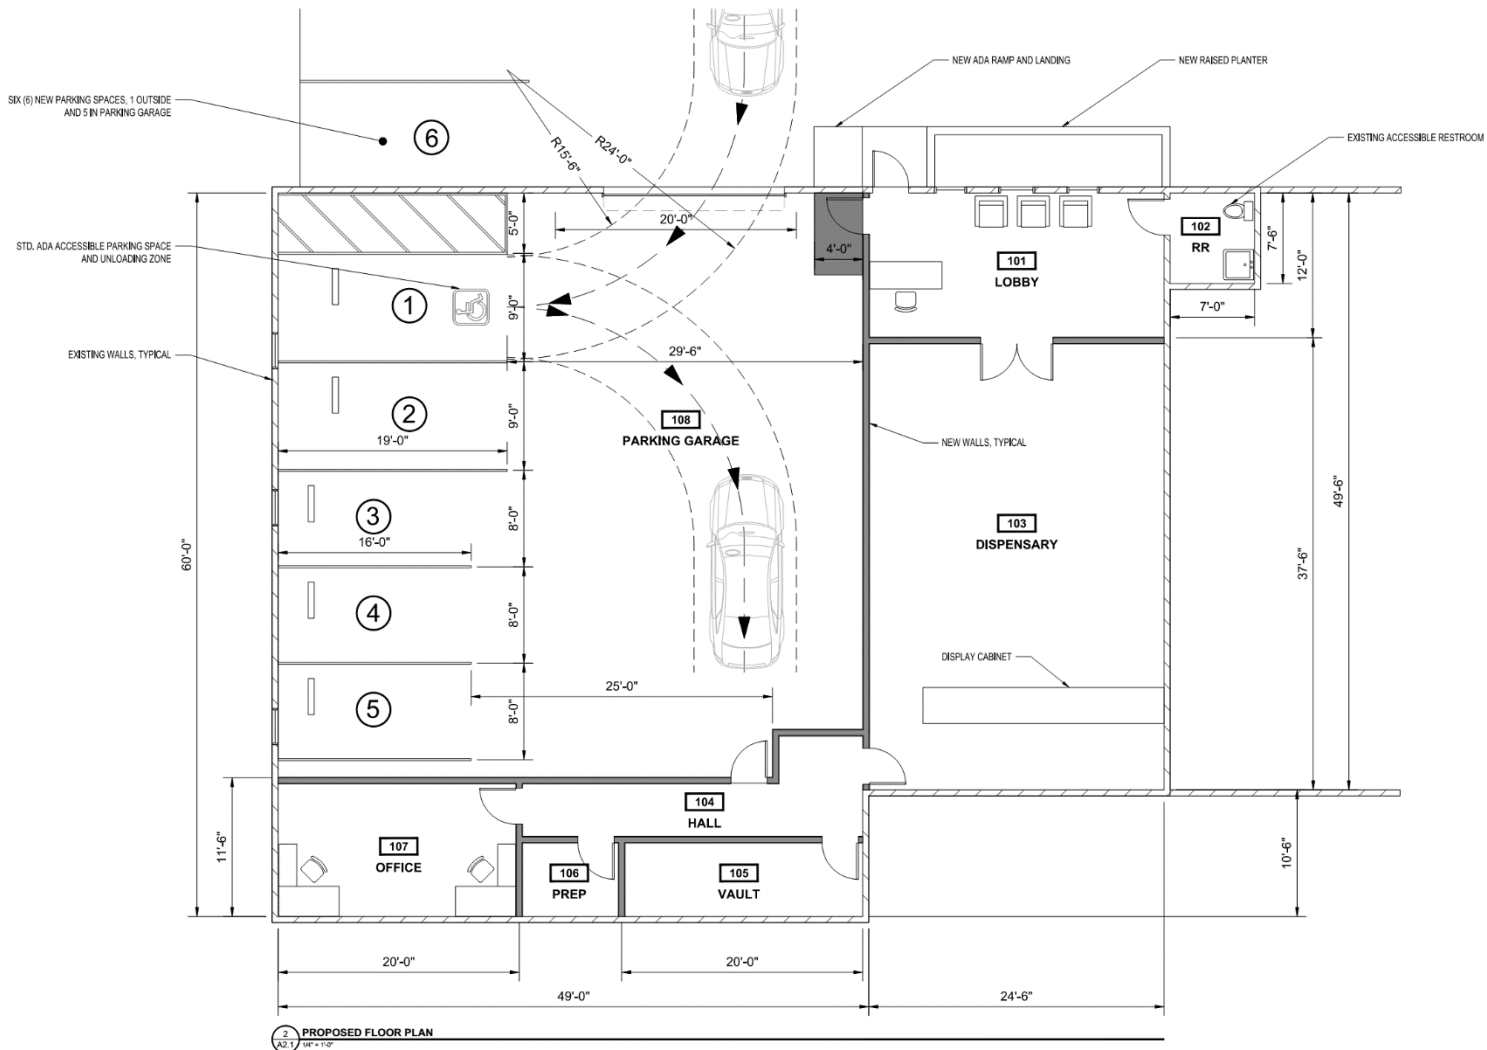 NEW ADA RAMP AND LANDING
NEW RAISED PLANTER
SIX (6) NEW PARKING SPACES, 1 OUTSIDE
AND 5 IN PARKING GARAGE
6
R15'-6"
R24'-0"
EXISTING ACCESSIBLE RESTROOM
5'-0"
20'-0"
4'-0"
102
RR
7'-6"
12'-0"
STD. ADA ACCESSIBLE PARKING SPACE
AND UNLOADING ZONE
101
LOBBY
1
9'-0"
7'-0"
EXISTING WALLS, TYPICAL
29'-6"
2
9'-0"
108
PARKING GARAGE
19'-0"
NEW WALLS, TYPICAL
49'-6"
3
8'-0"
103
DISPENSARY
16'-0"
60'-0"
37'-6"
4
8'-0"
DISPLAY CABINET
25'-0"
5
8'-0"
104
HALL
11'-6"
107
OFFICE
106
PREP
105
VAULT
10'-6"
20'-0"
20'-0"
49'-0"
24'-6"
2
A2.1
PROPOSED FLOOR PLAN
1/4" = 1'-0"